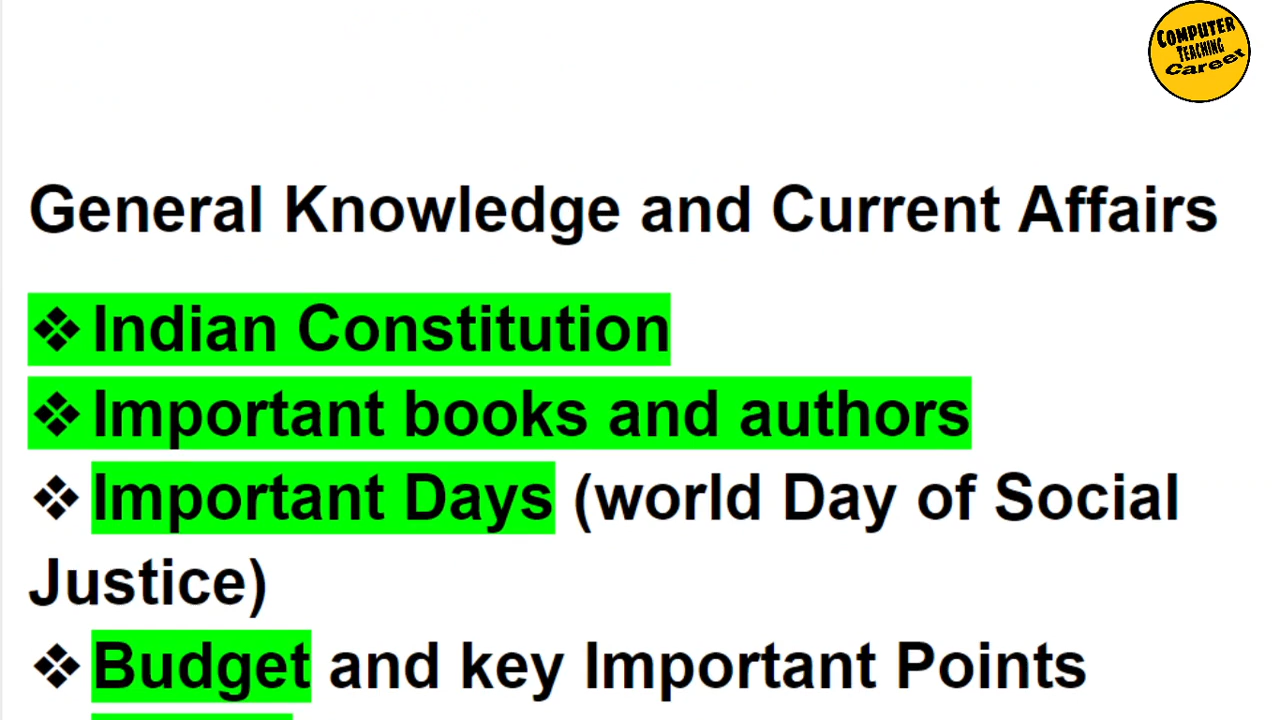 COMPUTER
TEACHING
Career
General Knowledge and Current Affairs
❖ Indian Constitution
❖ Important books and authors
❖ Important Days (world Day of Social
Justice)
❖ Budget and key Important Points